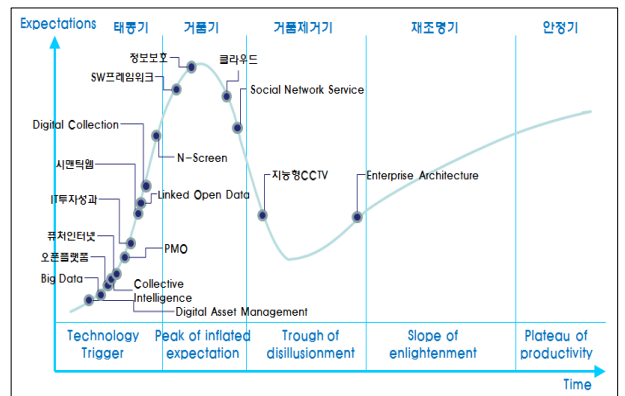 Expectations
태동기
거품기
거품제거기
재조명기
안정기
정보보호
클라우드
SW프레임워크
Social Network Service
Digital Collection
N-Screen
시맨틱웹
지능형CCTV
Enterprise Architecture
IT투자성과
Linked Open Data
퓨처인터넷
PMO
오픈플랫폼
Big Data
Collective
Intelligence
Digital Asset Management
Technology
Trigger
Peak of inflated
expectation
Trough of
disillusionment
Slope of
enlightenment
Plateau of
productivity
Time